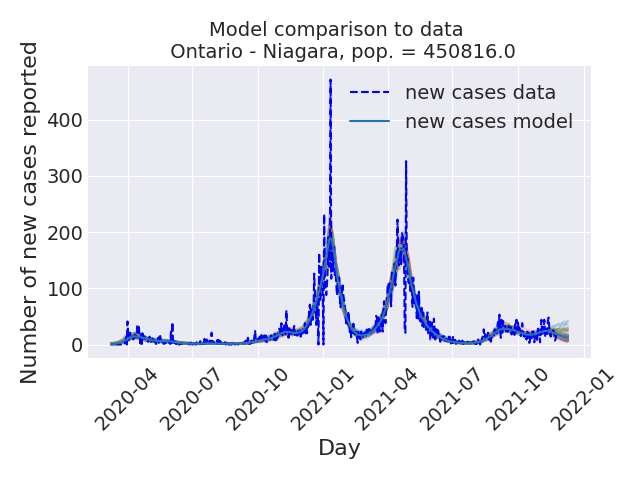 Model comparison to data
Ontario - Niagara, pop. = 450816.0
Number of new cases reported
400
300
200
100
0
new cases data
new cases model
2020-04
2020-07
2020-10
2021-01
2021-04
2021-07
2021-10
2022-01
Day